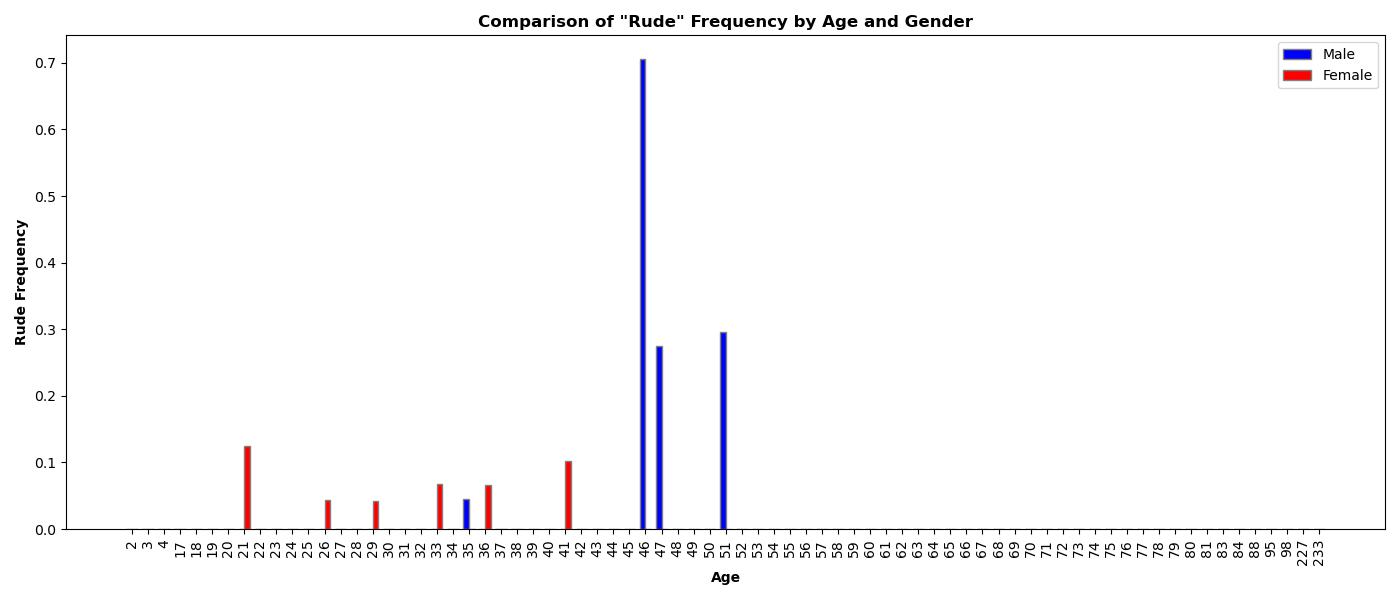 Comparison of "Rude" Frequency by Age and Gender
Male
Female
Rude Frequency
0.7
0.6
0.5
0.4
0.3
0.2
0.1
0.0
2 3 4 17 18 19 20 21 22 23 24 25 26 27 28 29 30 31 32 33 34 35 36 37 38 39 40 41 42 43 44 45 46 47 48 49 50 51 52 53 54 55 56 57 58 59 60 61 62 63 64 65 66 67 68 69 70 71 72 73 74 75 76 77 78 79 80 81 83 84 88 95 98 227 233
Age